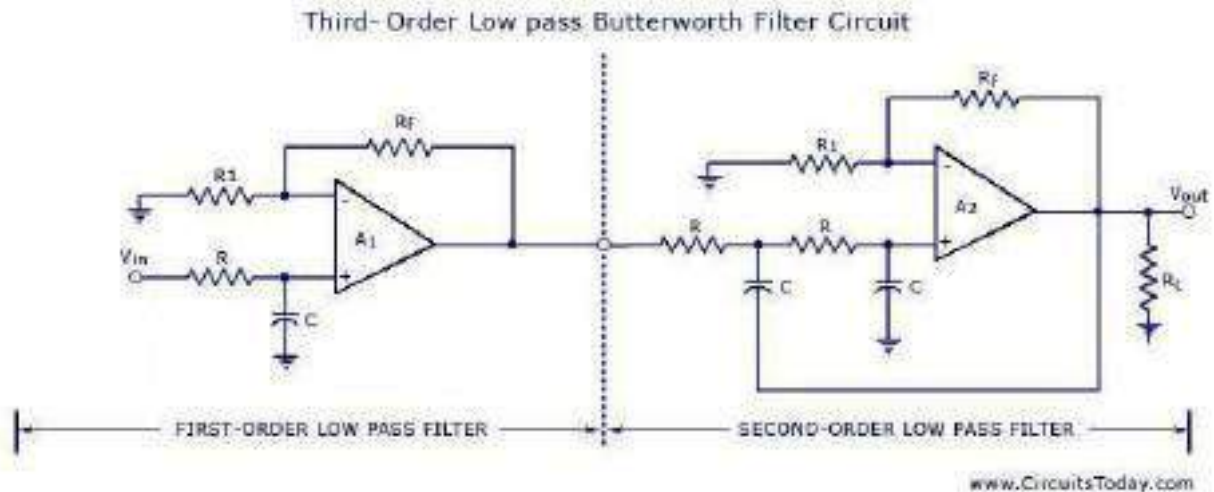 Third-Order Low pass Butterworth Filter Circuit
RF
R1
A1
-
+
Vin
R
C
RF
R1
A2
-
+
R
R
C
C
Vout
RL
FIRST-ORDER LOW PASS FILTER
SECOND-ORDER LOW PASS FILTER
www.CircuitsToday.com